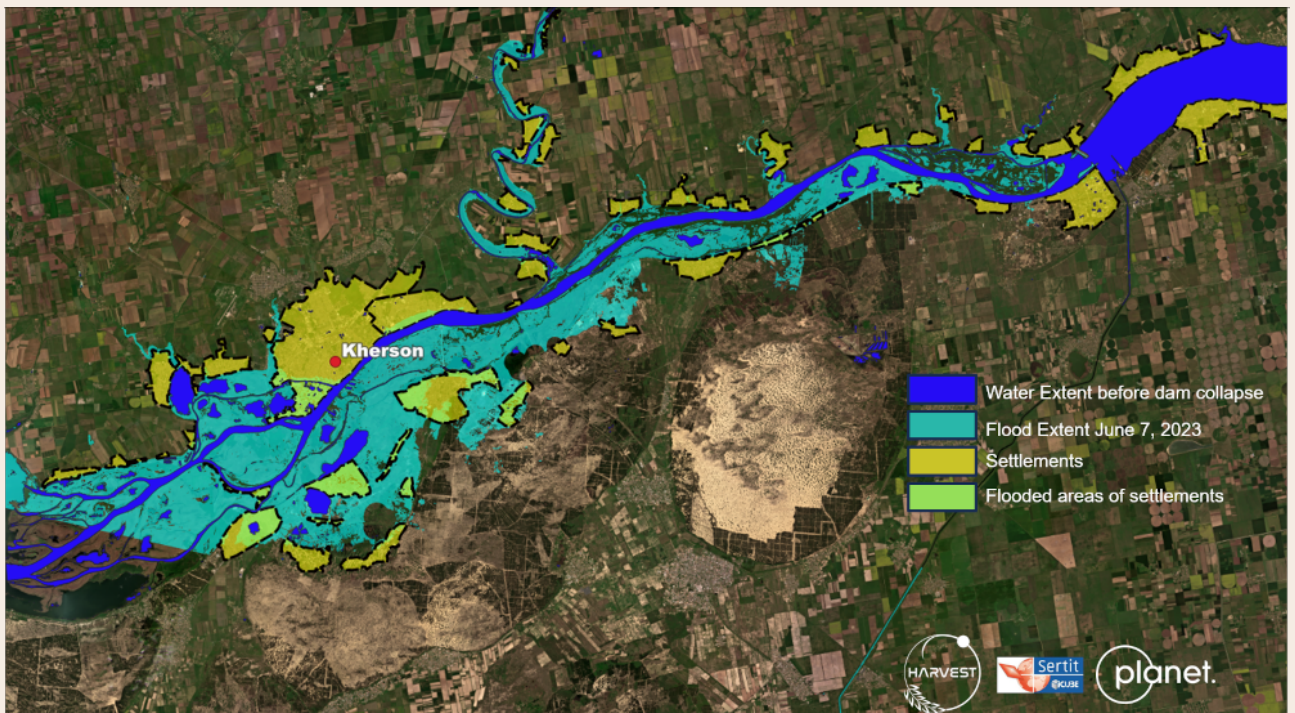 Kherson
Water Extent before dam collapse
Flood Extent June 7, 2023
Settlements
Flooded areas of settlements
HARVEST
Sertit
ICUBE
planet.